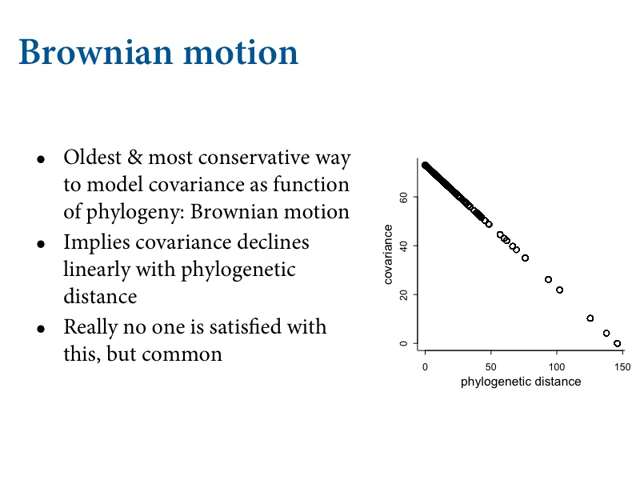 Brownian motion
• Oldest & most conservative way
to model covariance as function
of phylogeny: Brownian motion
• Implies covariance declines
linearly with phylogenetic
distance
• Really no one is satisfied with
this, but common
covariance
60
40
20
0
0 50 100 150
phylogenetic distance